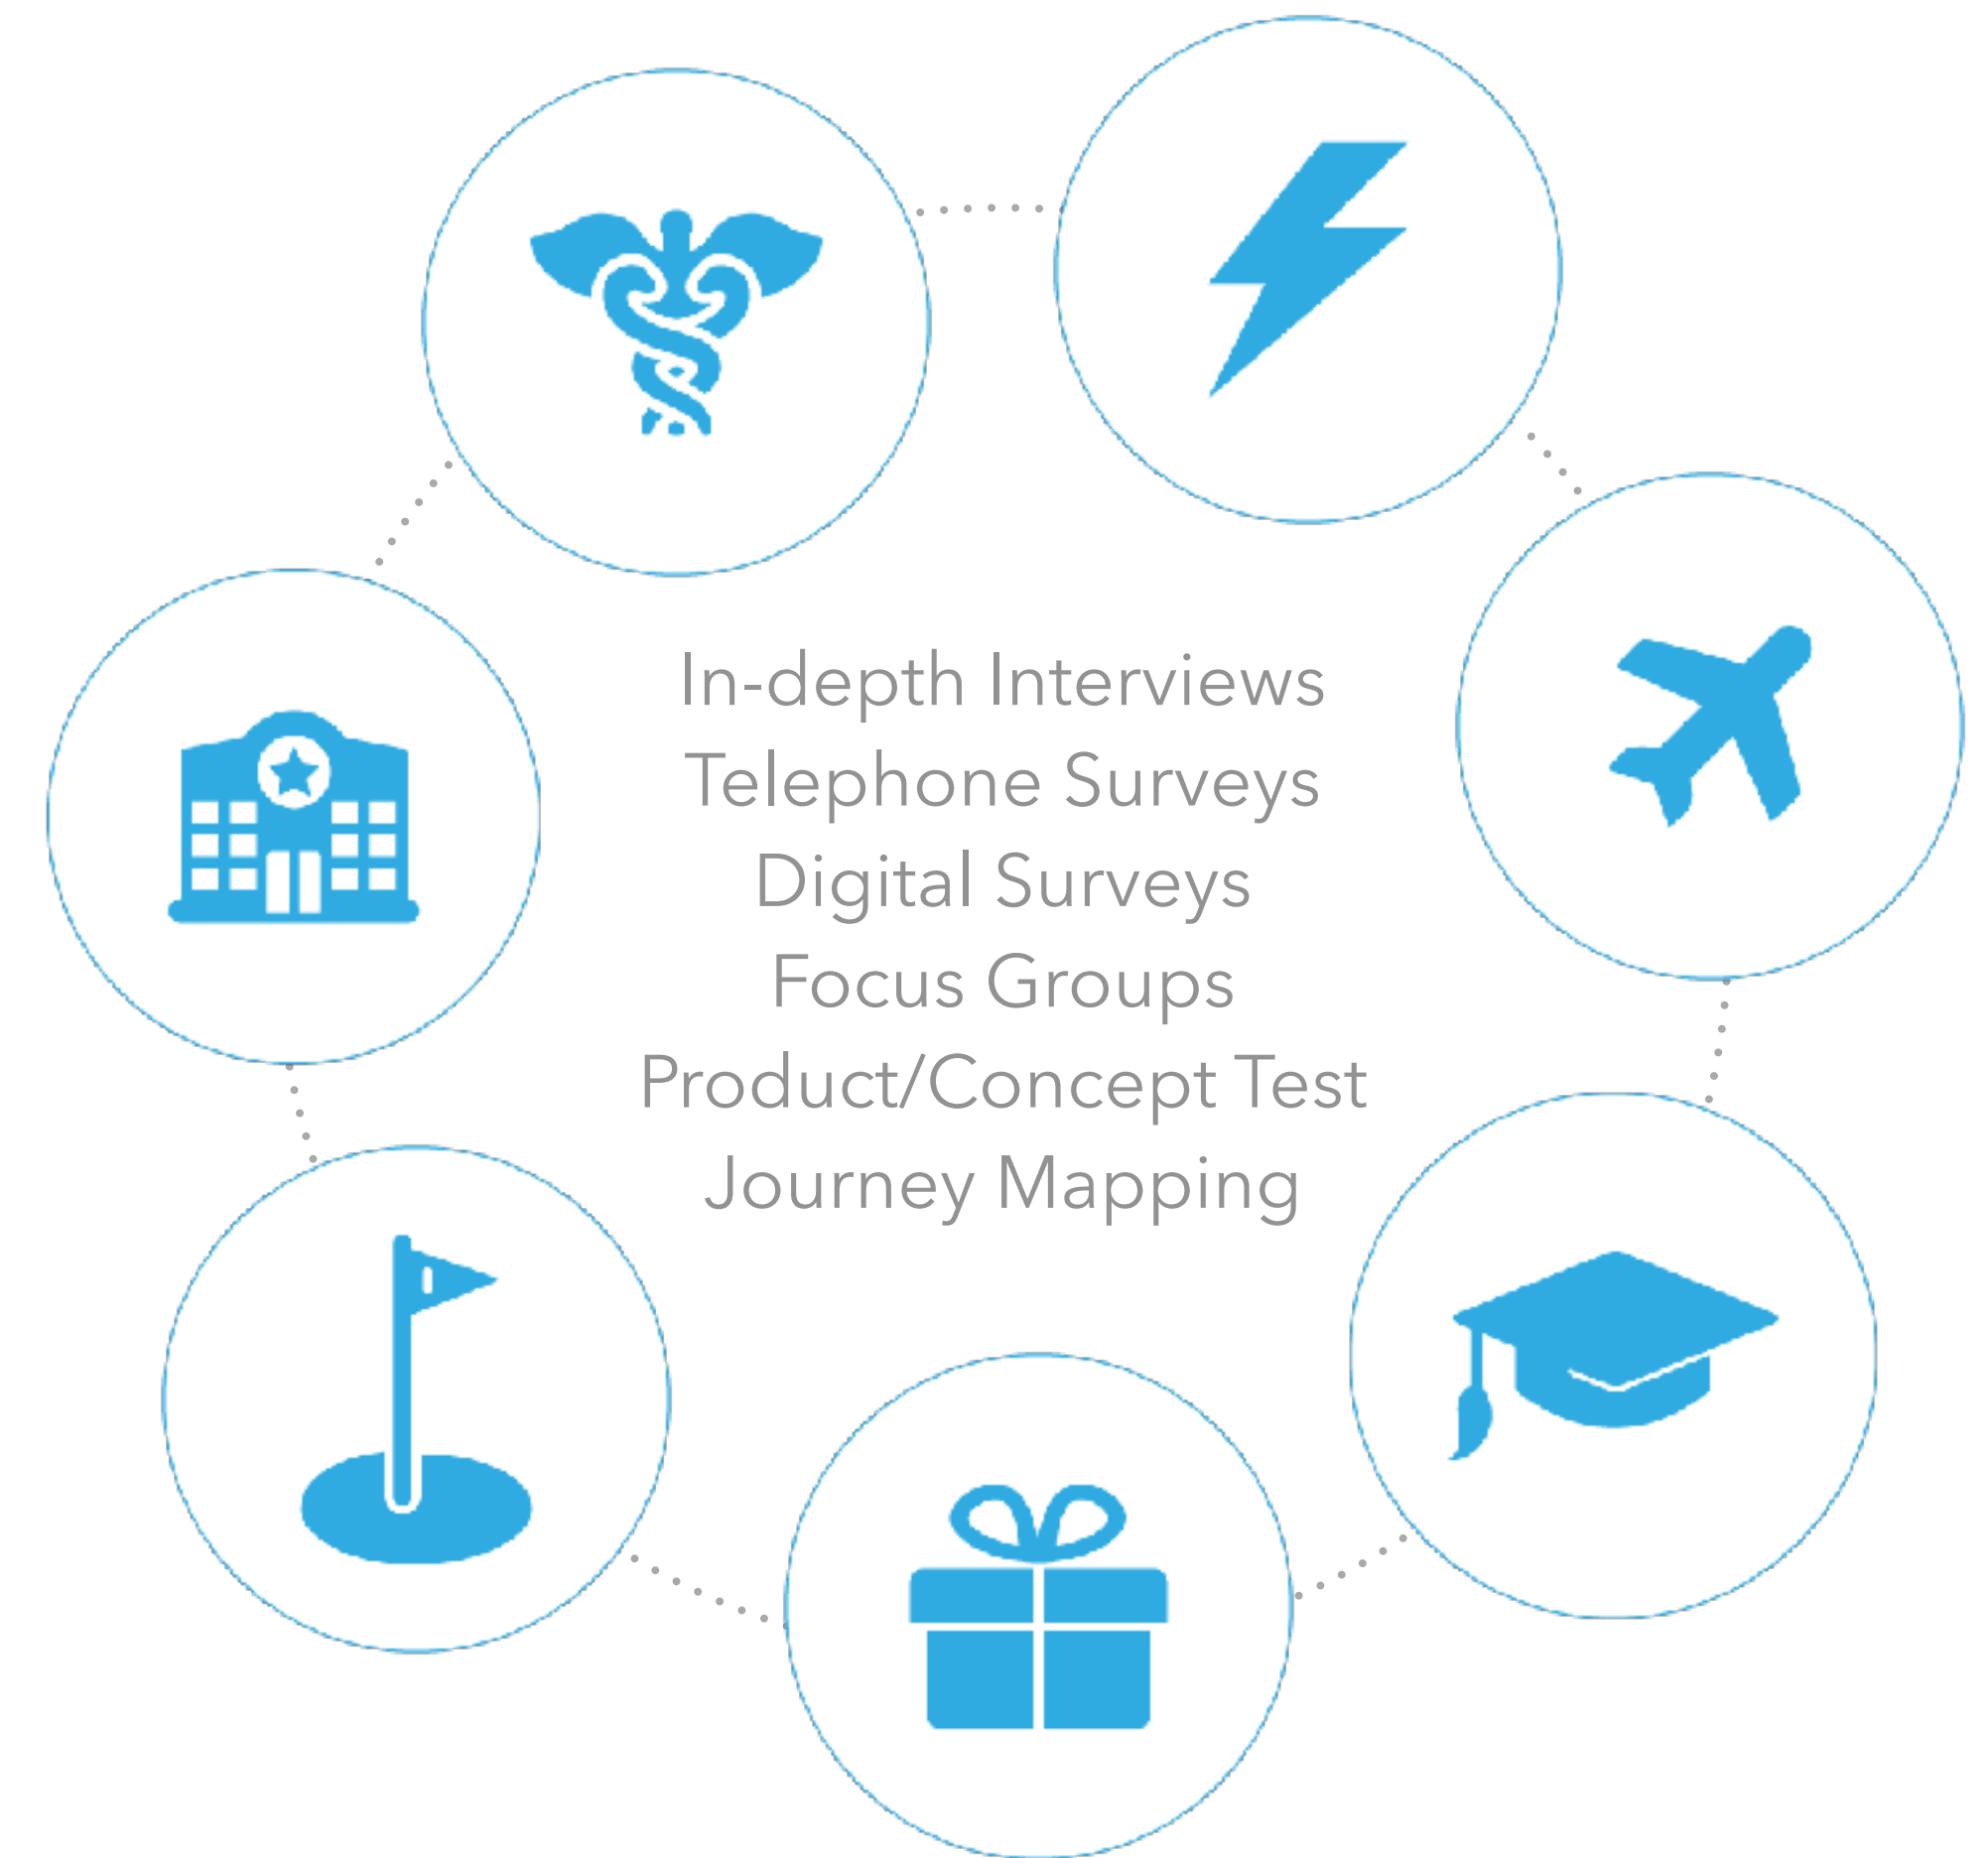 In-depth Interviews
Telephone Surveys
Digital Surveys
Focus Groups
Product/Concept Test
Journey Mapping